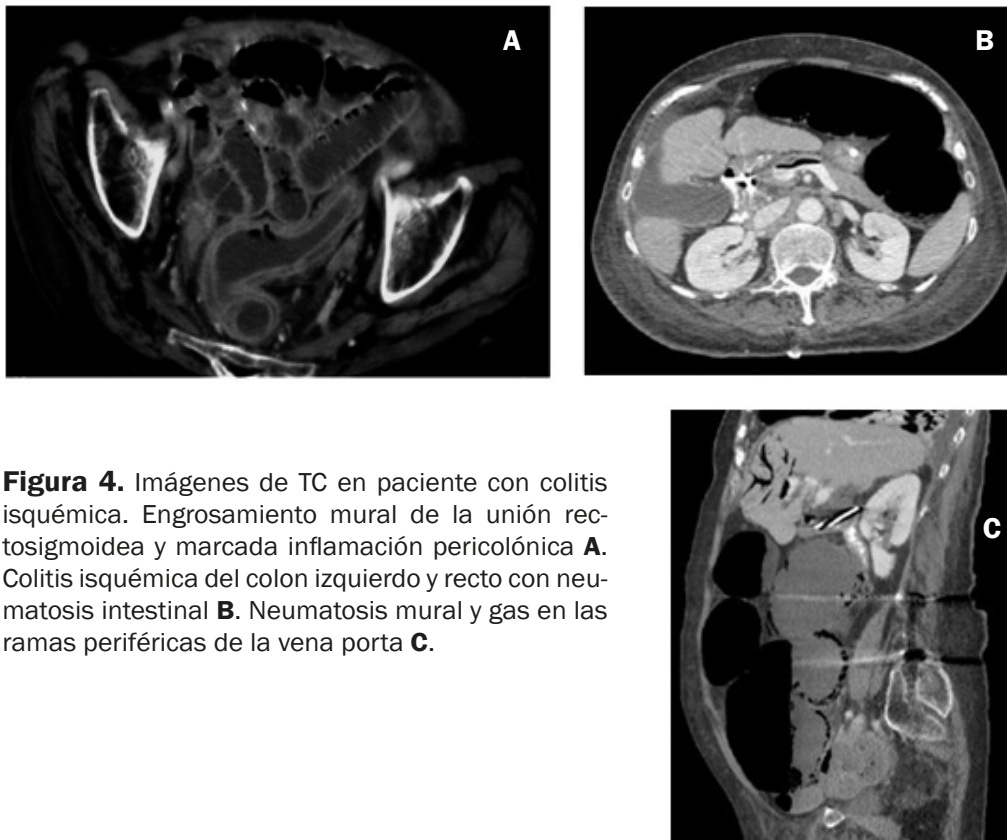 A
B
Figura 4. Imágenes de TC en paciente con colitis
isquémica. Engrosamiento mural de la unión rec-
tosigmoidea y marcada inflamación pericolónica A.
Colitis isquémica del colon izquierdo y recto con neu-
matosis intestinal B. Neumatosis mural y gas en las
ramas periféricas de la vena porta C.
C